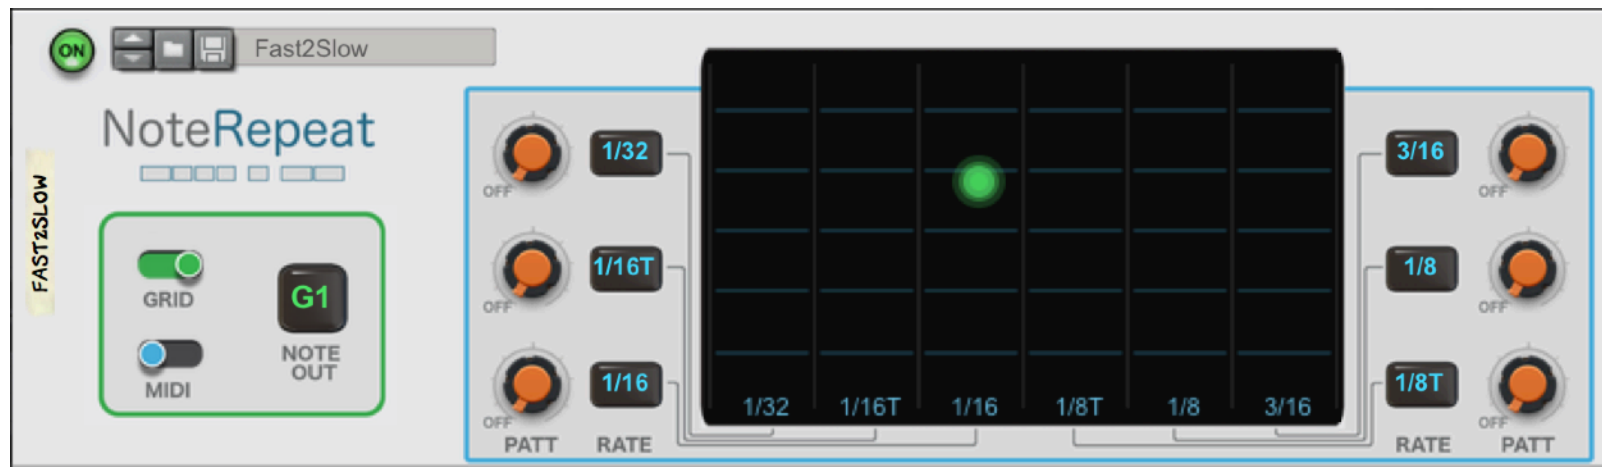 ON
Fast2Slow
NoteRepeat
FAST2SLOW
GRID
MIDI
G1
NOTE
OUT
OFF
1/32
OFF
1/16T
OFF
1/16
PATT
RATE
1/32
1/16T
1/16
1/8T
1/8
3/16
3/16
OFF
1/8
OFF
1/8T
OFF
RATE
PATT